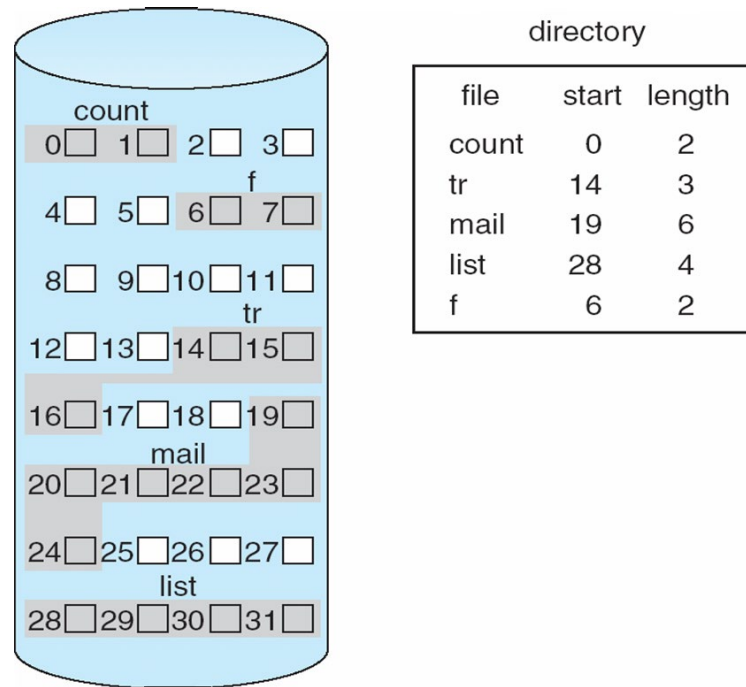 directory
file start length
count 0 2
tr 14 3
mail 19 6
list 28 4
f 6 2
count
0 1 2 3
f
4 5 6 7
8 9 10 11
tr
12 13 14 15
16 17 18 19
mail
20 21 22 23
24 25 26 27
list
28 29 30 31